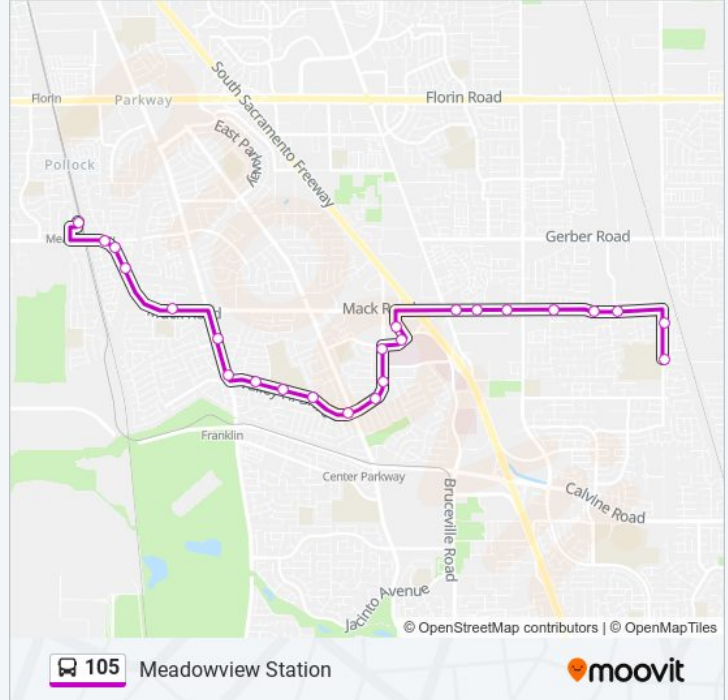 Florin
Parkway
Florin Road
South Sacramento Freeway
East Parkway
Pollock
Gerber Road
Mack Road
Franklin
Center Parkway
Bruceville Road
Calvine Road
Jacinto Avenue
© OpenStreetMap contributors | © OpenMapTiles
105 Meadowview Station
moovit